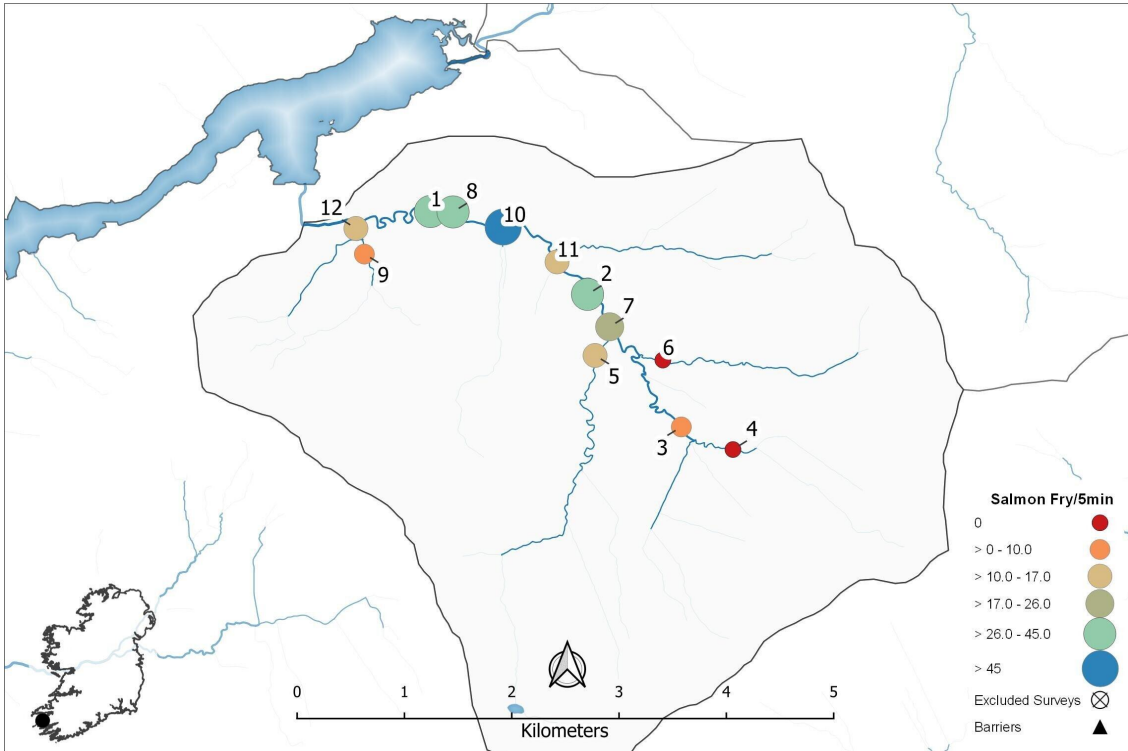 1
8
12
10
9
11
2
7
6
5
3
4
Salmon Fry/5min
0
> 0 - 10.0
> 10.0 - 17.0
> 17.0 - 26.0
> 26.0 - 45.0
> 45
Excluded Surveys
Barriers
0 1 2 3 4 5
Kilometers